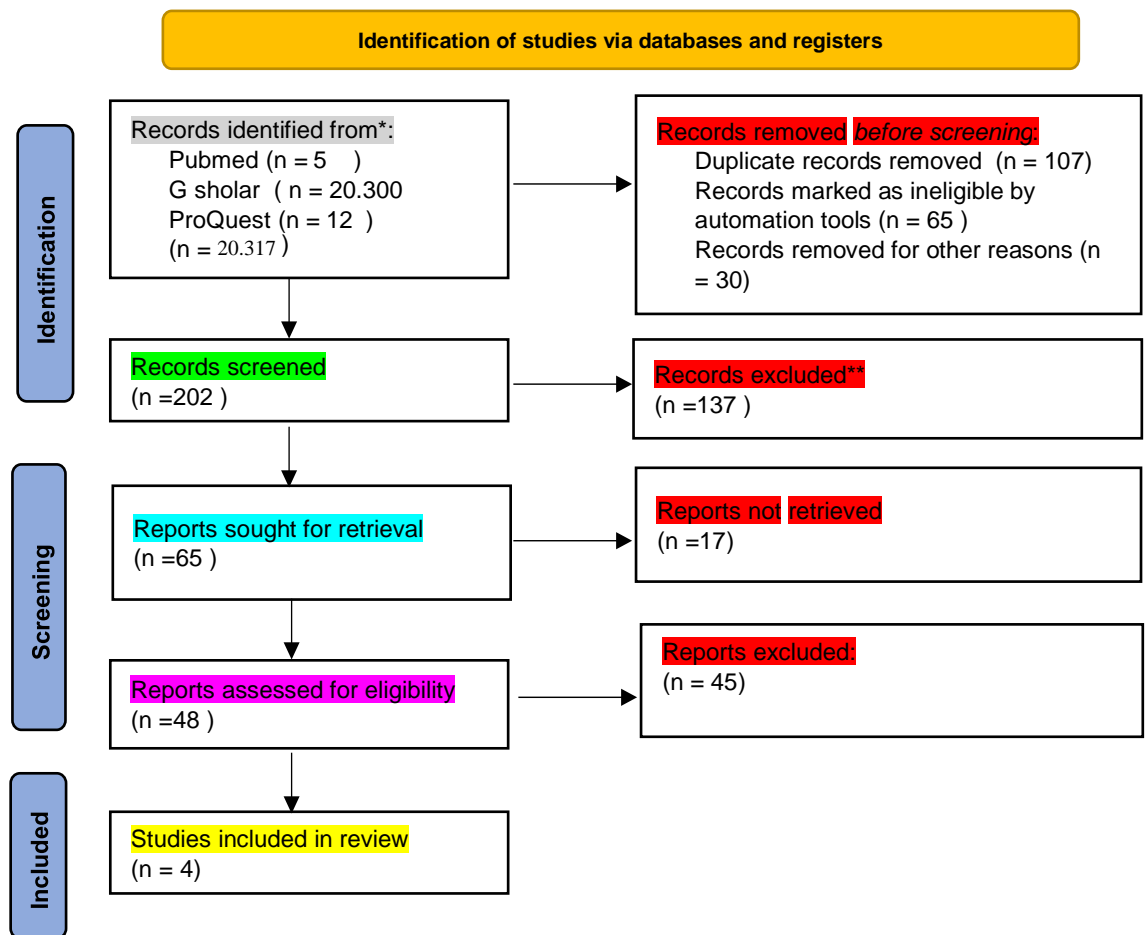 Identification of studies via databases and registers
Identification
Records identified from*:
Pubmed (n = 5 )
G sholar ( n = 20.300
ProQuest (n = 12 )
(n = 20.317 )
Records removed before screening:
Duplicate records removed (n = 107)
Records marked as ineligible by
automation tools (n = 65 )
Records removed for other reasons (n
= 30)
Records screened
(n =202 )
Records excluded**
(n =137 )
Screening
Reports sought for retrieval
(n =65 )
Reports not retrieved
(n =17)
Reports assessed for eligibility
(n =48 )
Reports excluded:
(n = 45)
Included
Studies included in review
(n = 4)